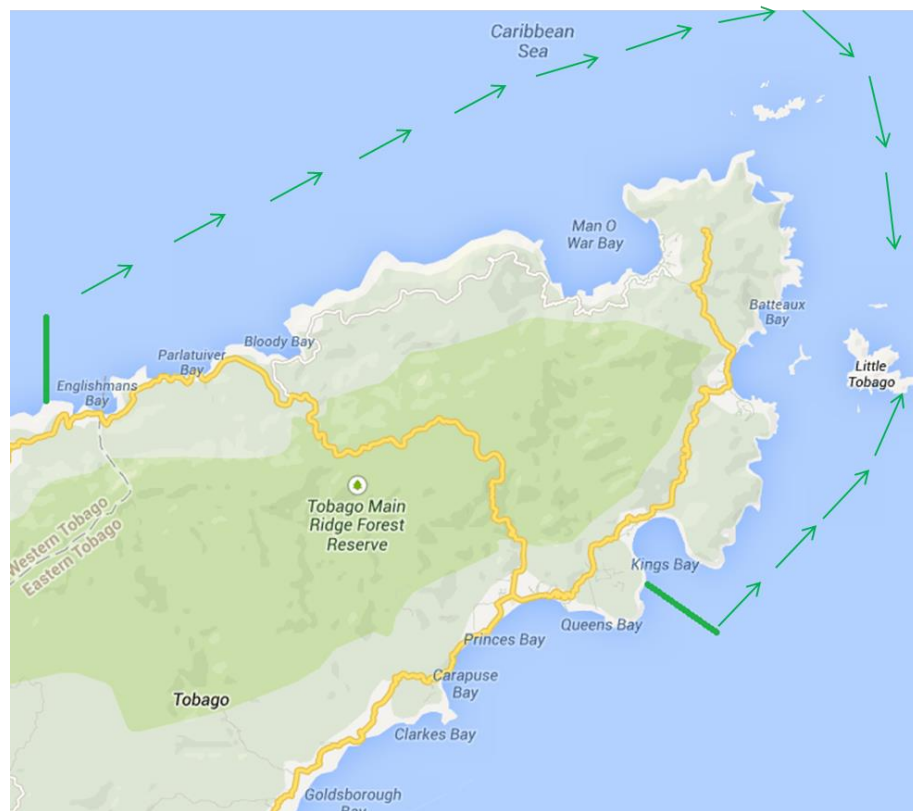 Caribbean
Sea
Man O
War Bay
Batteaux
Bay
Bloody Bay
Parlatuiver
Bay
Englishmans
Bay
Little
Tobago
Tobago Main
Ridge Forest
Reserve
Western Tobago
Eastern Tobago
Kings Bay
Queens Bay
Princes Bay
Carapuse
Bay
Tobago
Clarkes Bay
Goldsborough
Bay